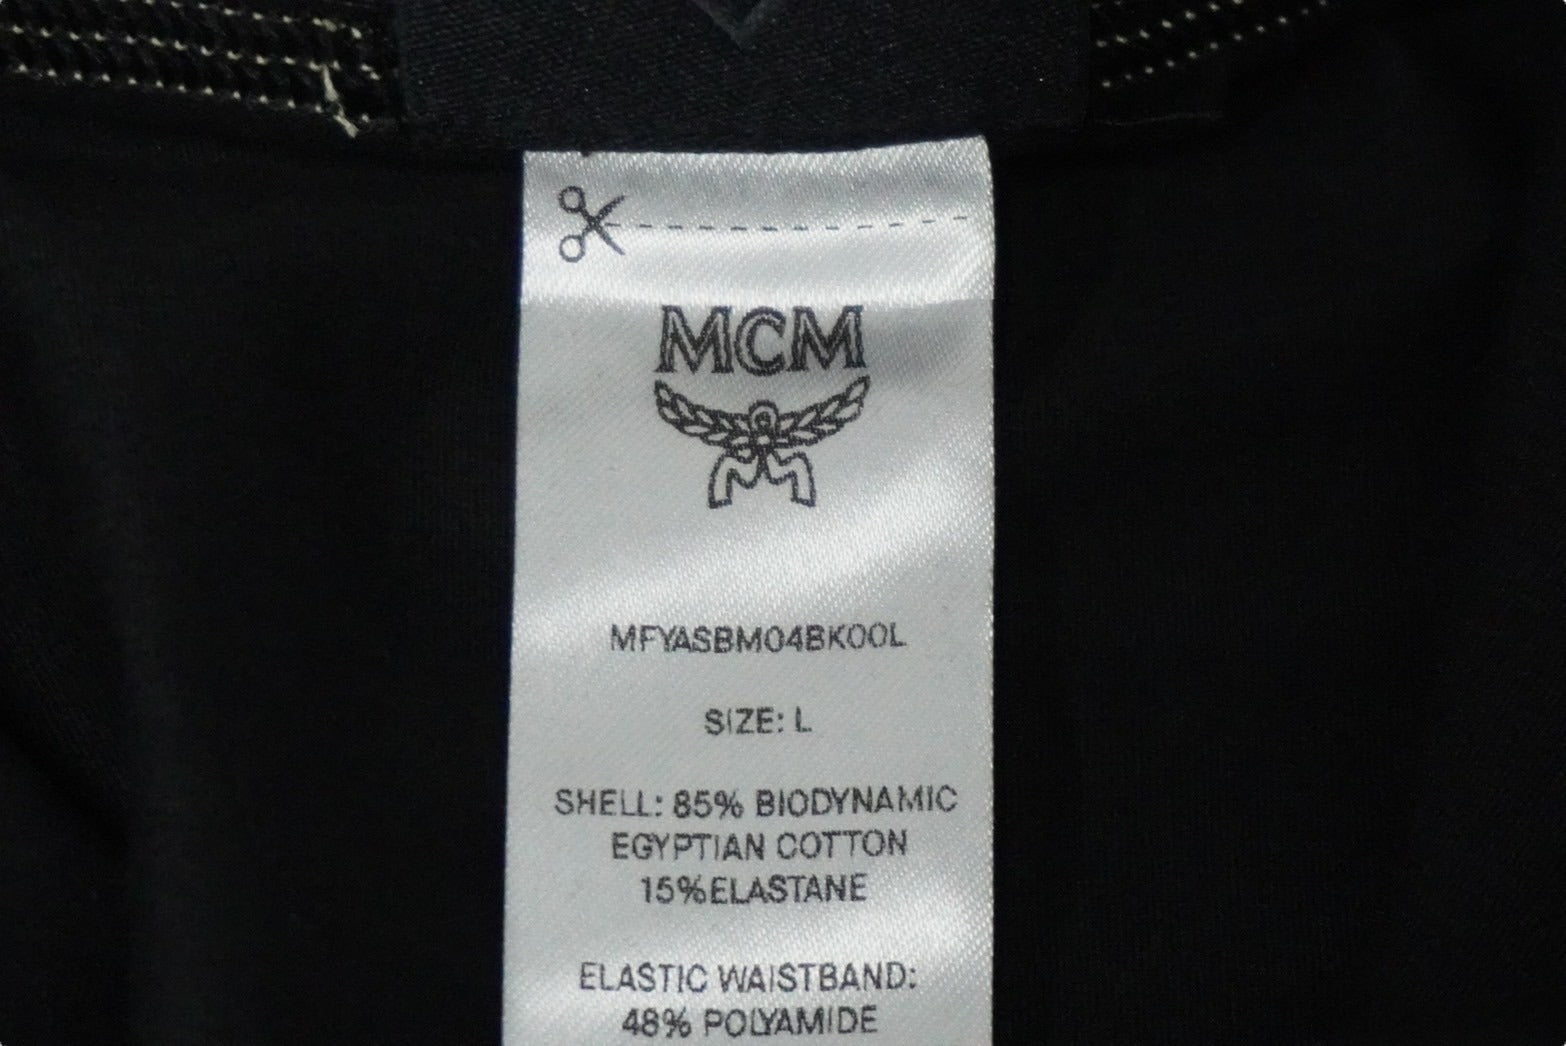 MCM
MFYASBM04BK00L
SIZE: L
SHELL: 85% BIODYNAMIC
EGYPTIAN COTTON
15%ELASTANE
ELASTIC WAISTBAND:
48% POLYAMIDE